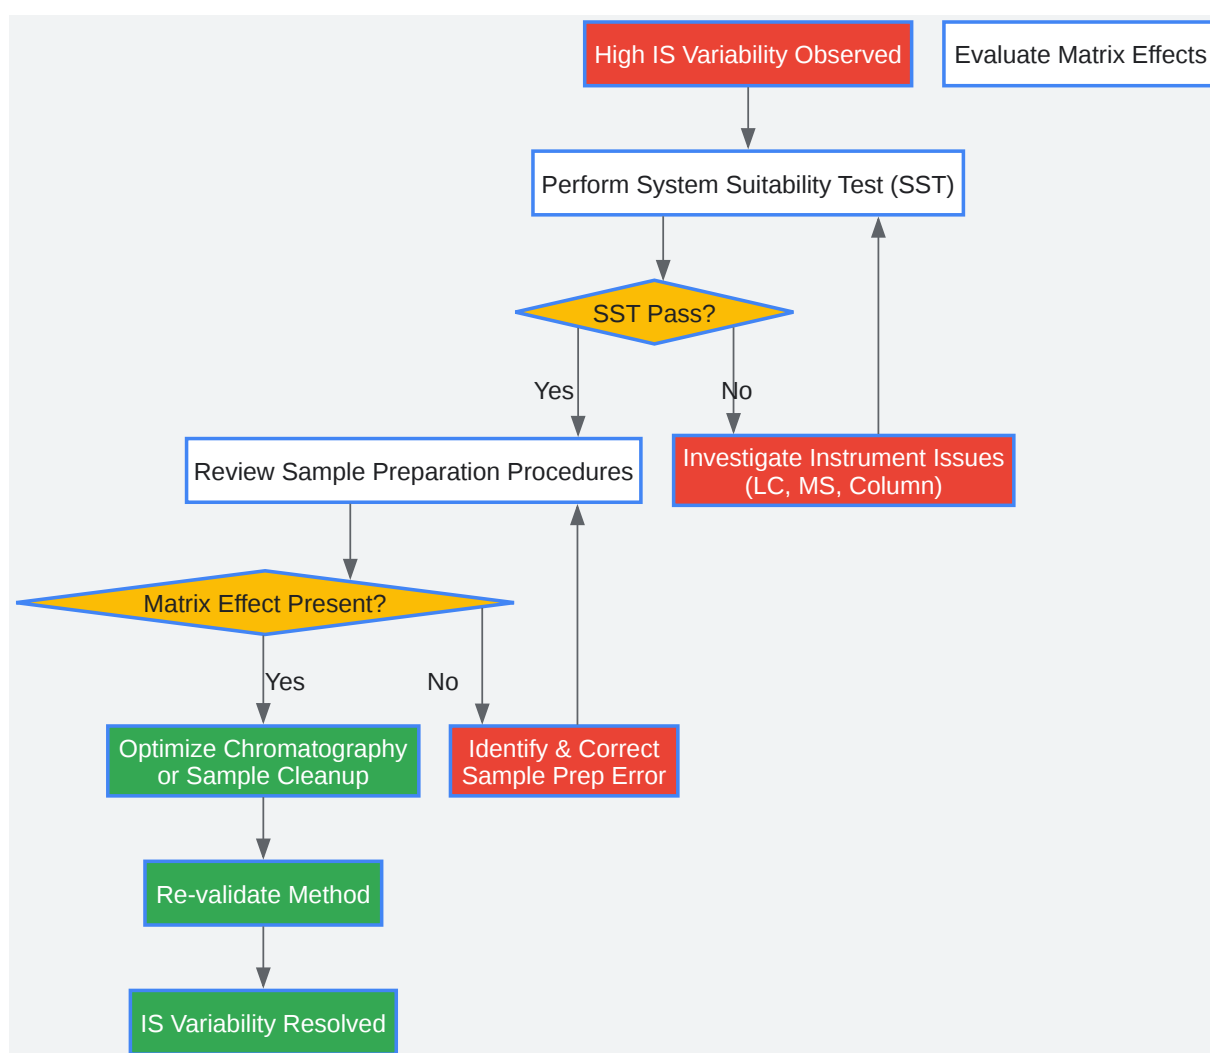 High IS Variability Observed
Evaluate Matrix Effects
Perform System Suitability Test (SST)
SST Pass?
Yes
No
Review Sample Preparation Procedures
Investigate Instrument Issues
(LC, MS, Column)
Matrix Effect Present?
Yes
No
Optimize Chromatography
or Sample Cleanup
Identify & Correct
Sample Prep Error
Re-validate Method
IS Variability Resolved